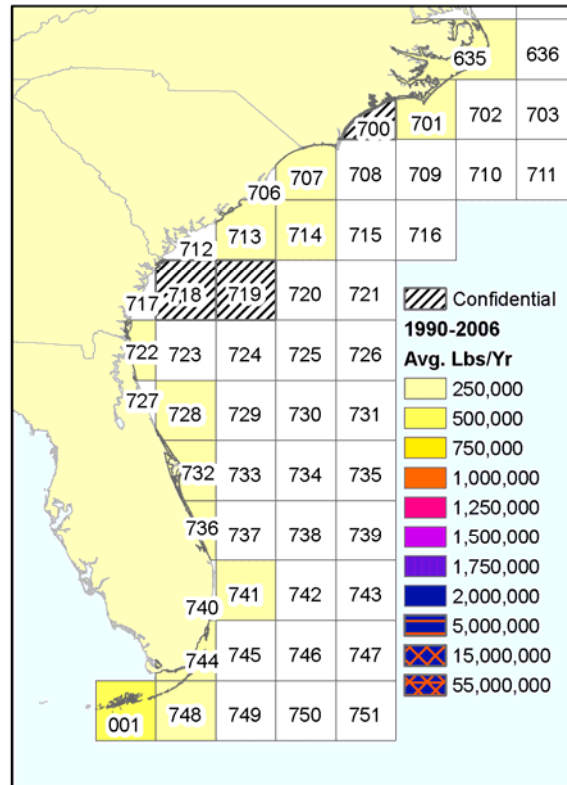 635 636
700 701 702 703
706 707 708 709 710 711
712 713 714 715 716
717 718 719 720 721
722 723 724 725 726
727 728 729 730 731
732 733 734 735
736 737 738 739
740 741 742 743
744 745 746 747
001 748 749 750 751
Confidential
1990-2006
Avg. Lbs/Yr
250,000
500,000
750,000
1,000,000
1,250,000
1,500,000
1,750,000
2,000,000
5,000,000
15,000,000
55,000,000